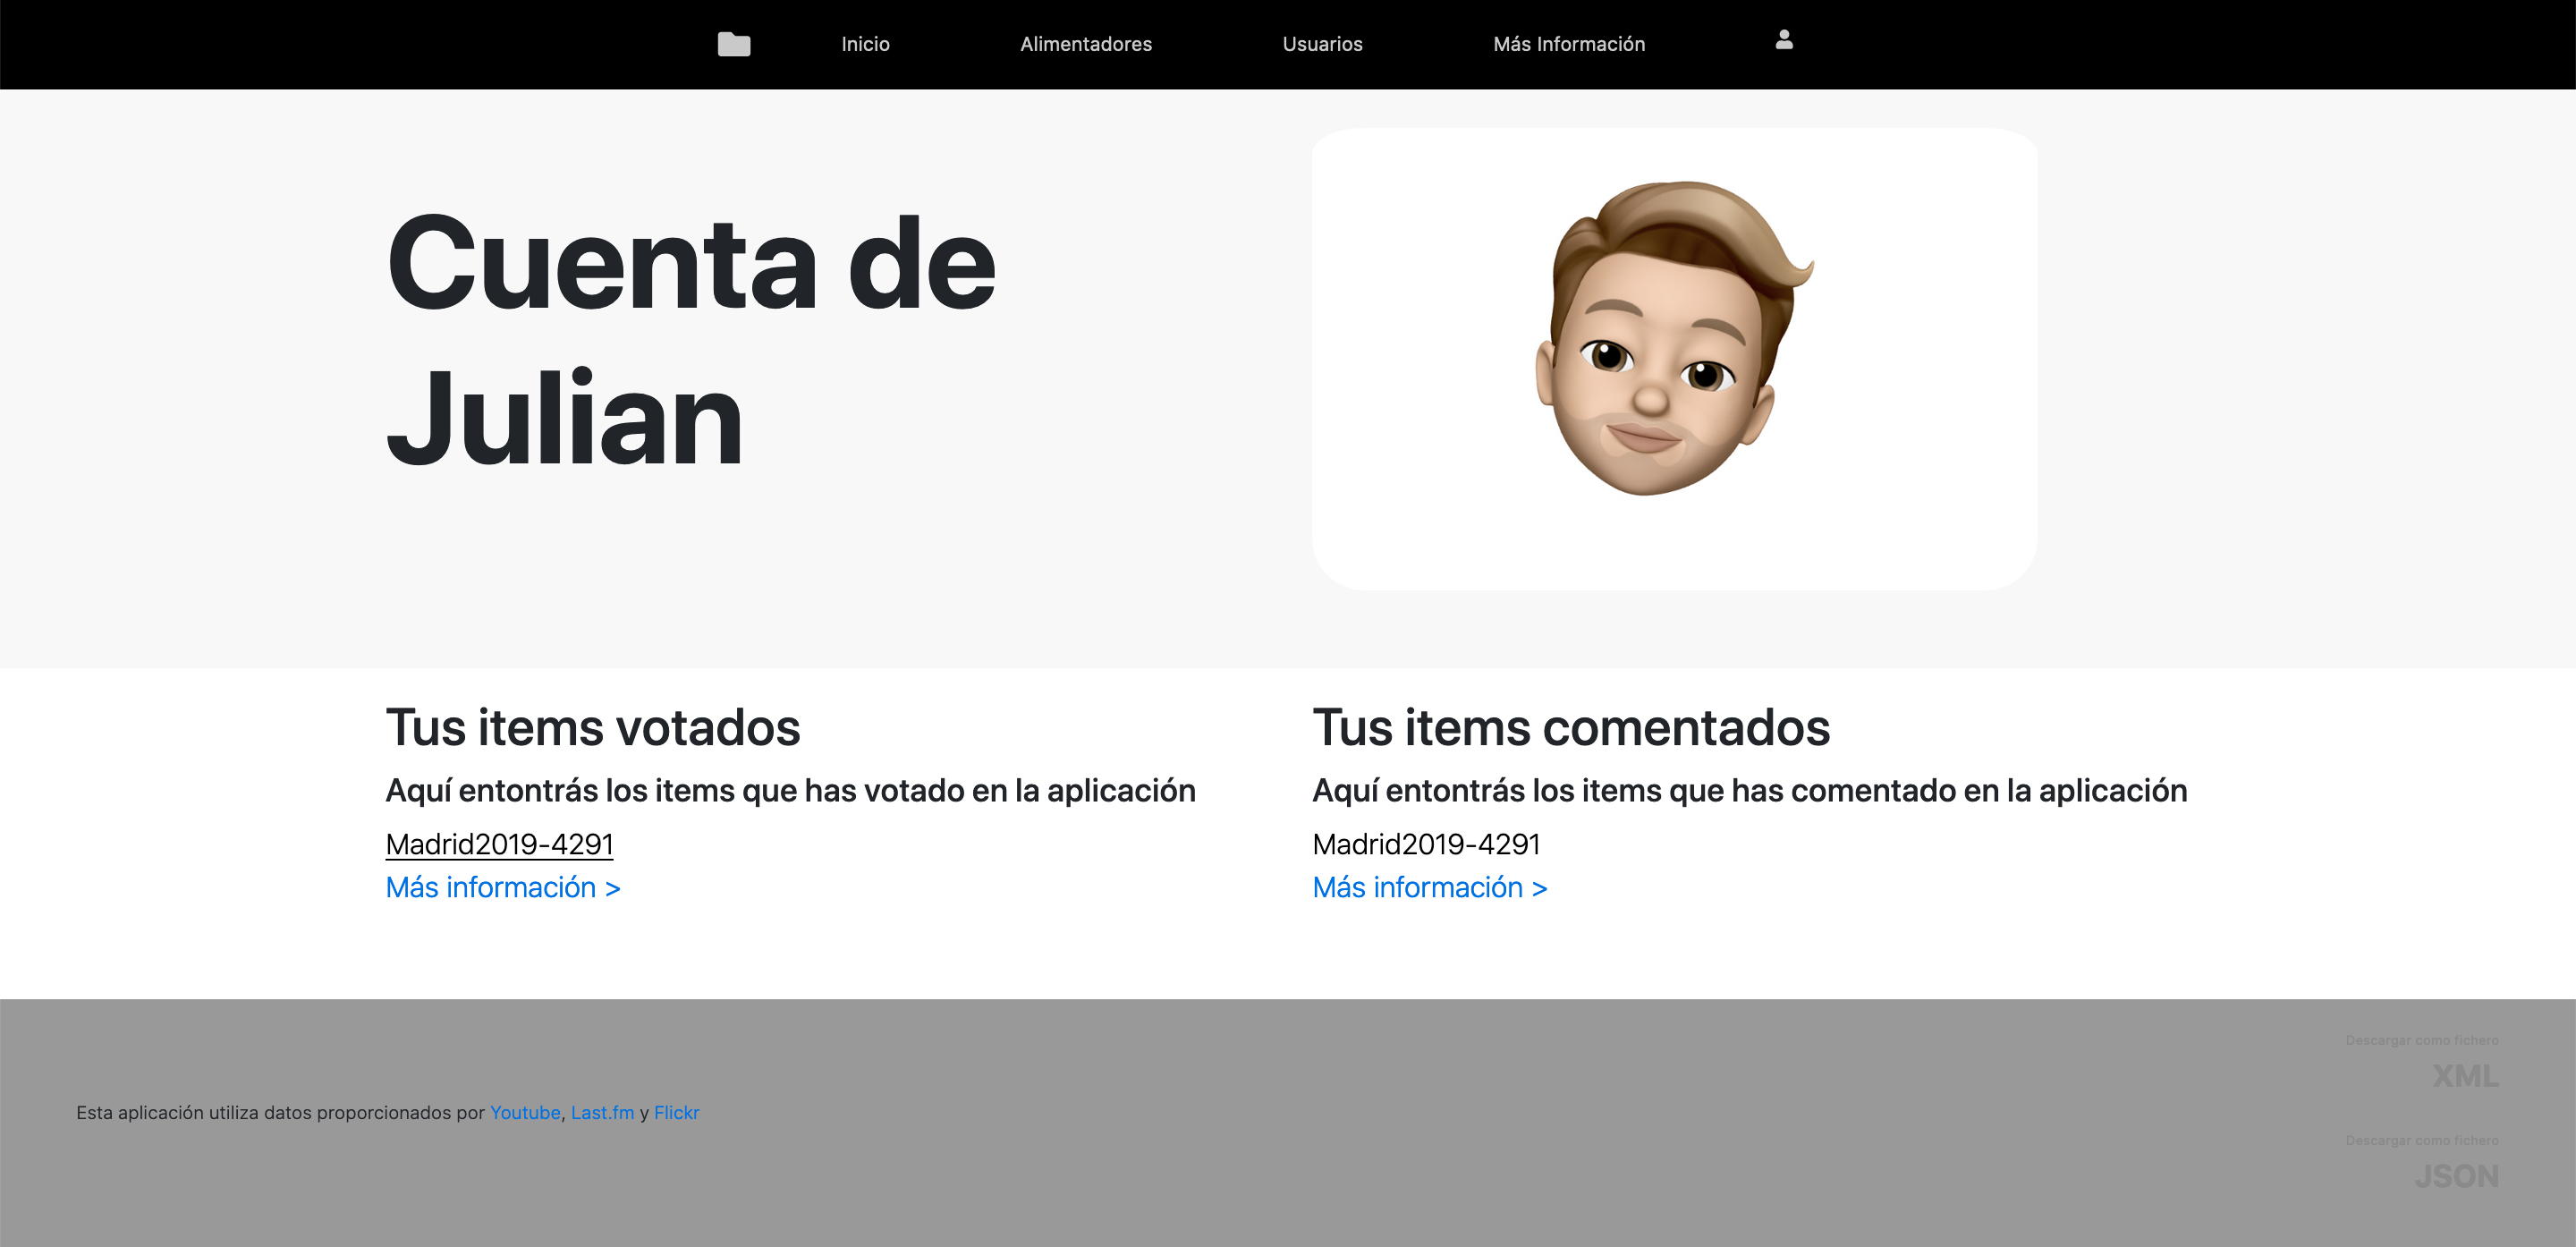 Inicio Alimentadores Usuarios Más Información
Cuenta de
Julian
Tus items votados
Aquí entontrás los items que has votado en la aplicación
Madrid2019-4291
Más información >
Tus items comentados
Aquí entontrás los items que has comentado en la aplicación
Madrid2019-4291
Más información >
Esta aplicación utiliza datos proporcionados por Youtube, Last.fm y Flickr
Descargar como fichero
XML
Descargar como fichero
JSON